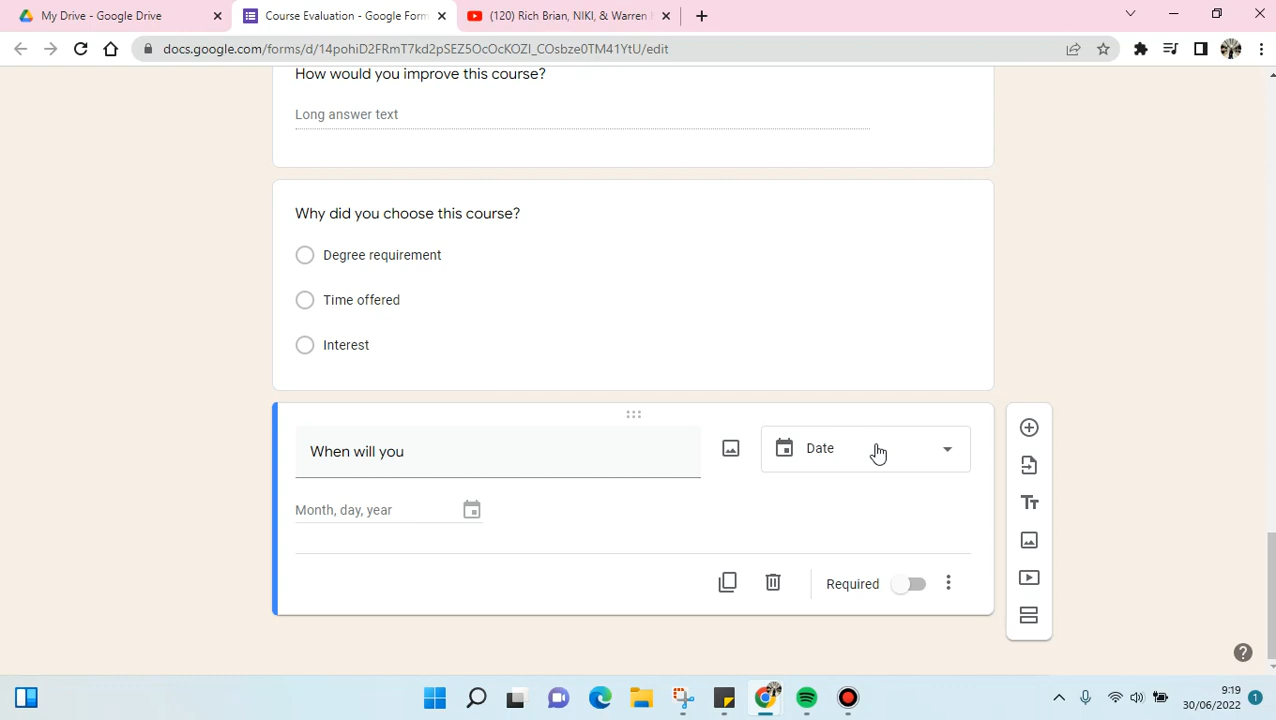 My Drive - Google Drive
Course Evaluation - Google Form
(120) Rich Brian, NIKI, & Warren
docs.google.com/forms/d/14pohiD2FRmT7kd2pSEZ5OcOcKOZI_COsbze0TM41YtU/edit
How would you improve this course?
Long answer text
Why did you choose this course?
Degree requirement
Time offered
Interest
When will you
Date
Month, day, year
Required
Tт
9:19
30/06/2022
1